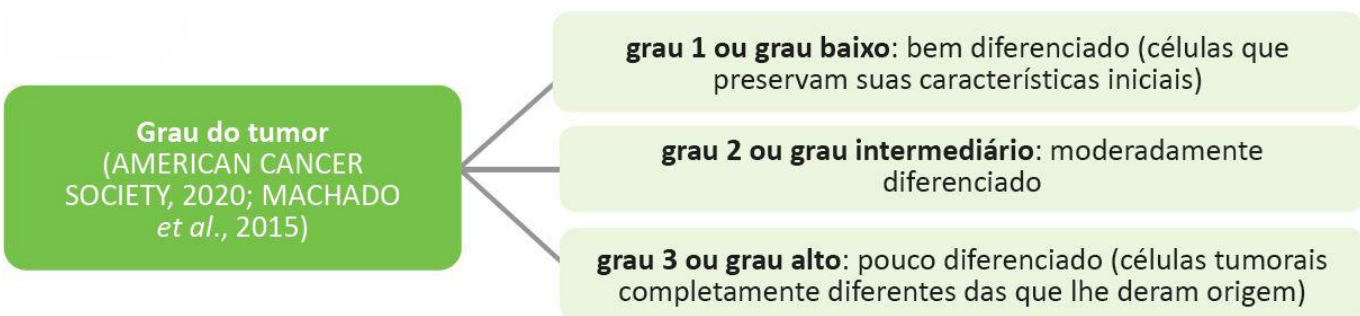 Grau do tumor
(AMERICAN CANCER
SOCIETY, 2020; MACHADO
et al., 2015)
grau 1 ou grau baixo: bem diferenciado (células que
preservam suas características iniciais)
grau 2 ou grau intermediário: moderadamente
diferenciado
grau 3 ou grau alto: pouco diferenciado (células tumorais
completamente diferentes das que lhe deram origem)